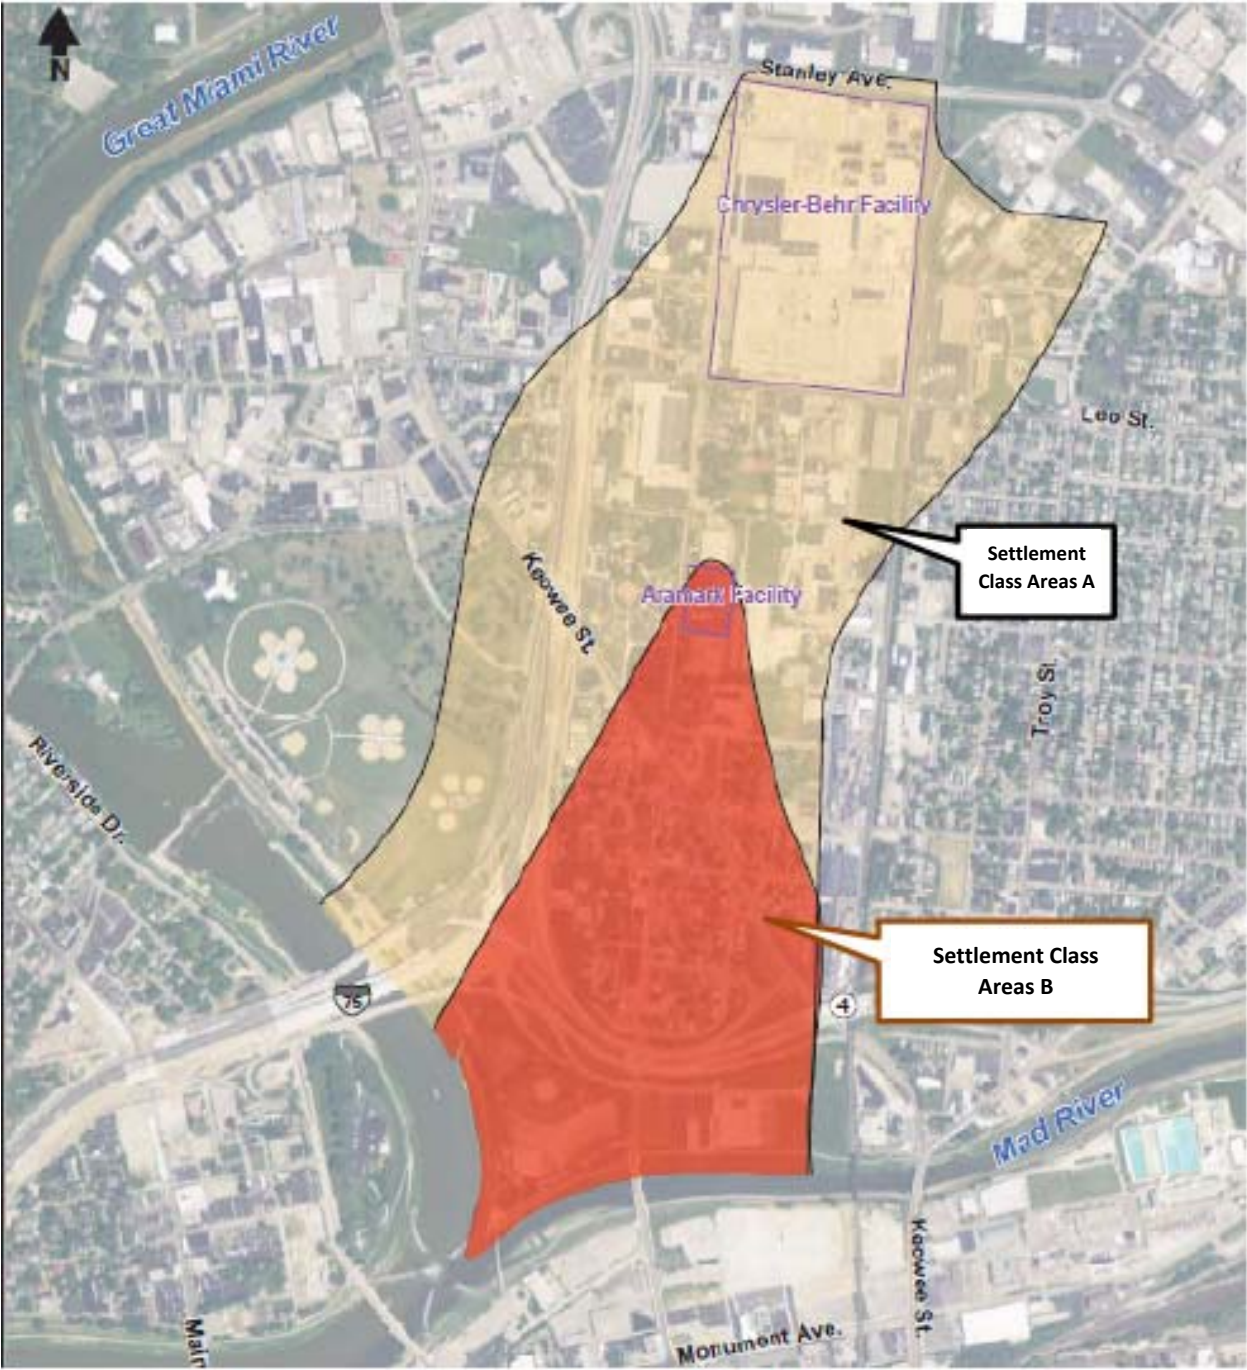 N
Great Miami River
Stanley Ave.
Chrysler-Behr Facility
Leo St.
Settlement
Class Areas A
Keowee St.
Aramark Facility
Troy St.
Riverside Dr.
Settlement Class
Areas B
75
4
Mad River
Keowee St.
Main
Monument Ave.